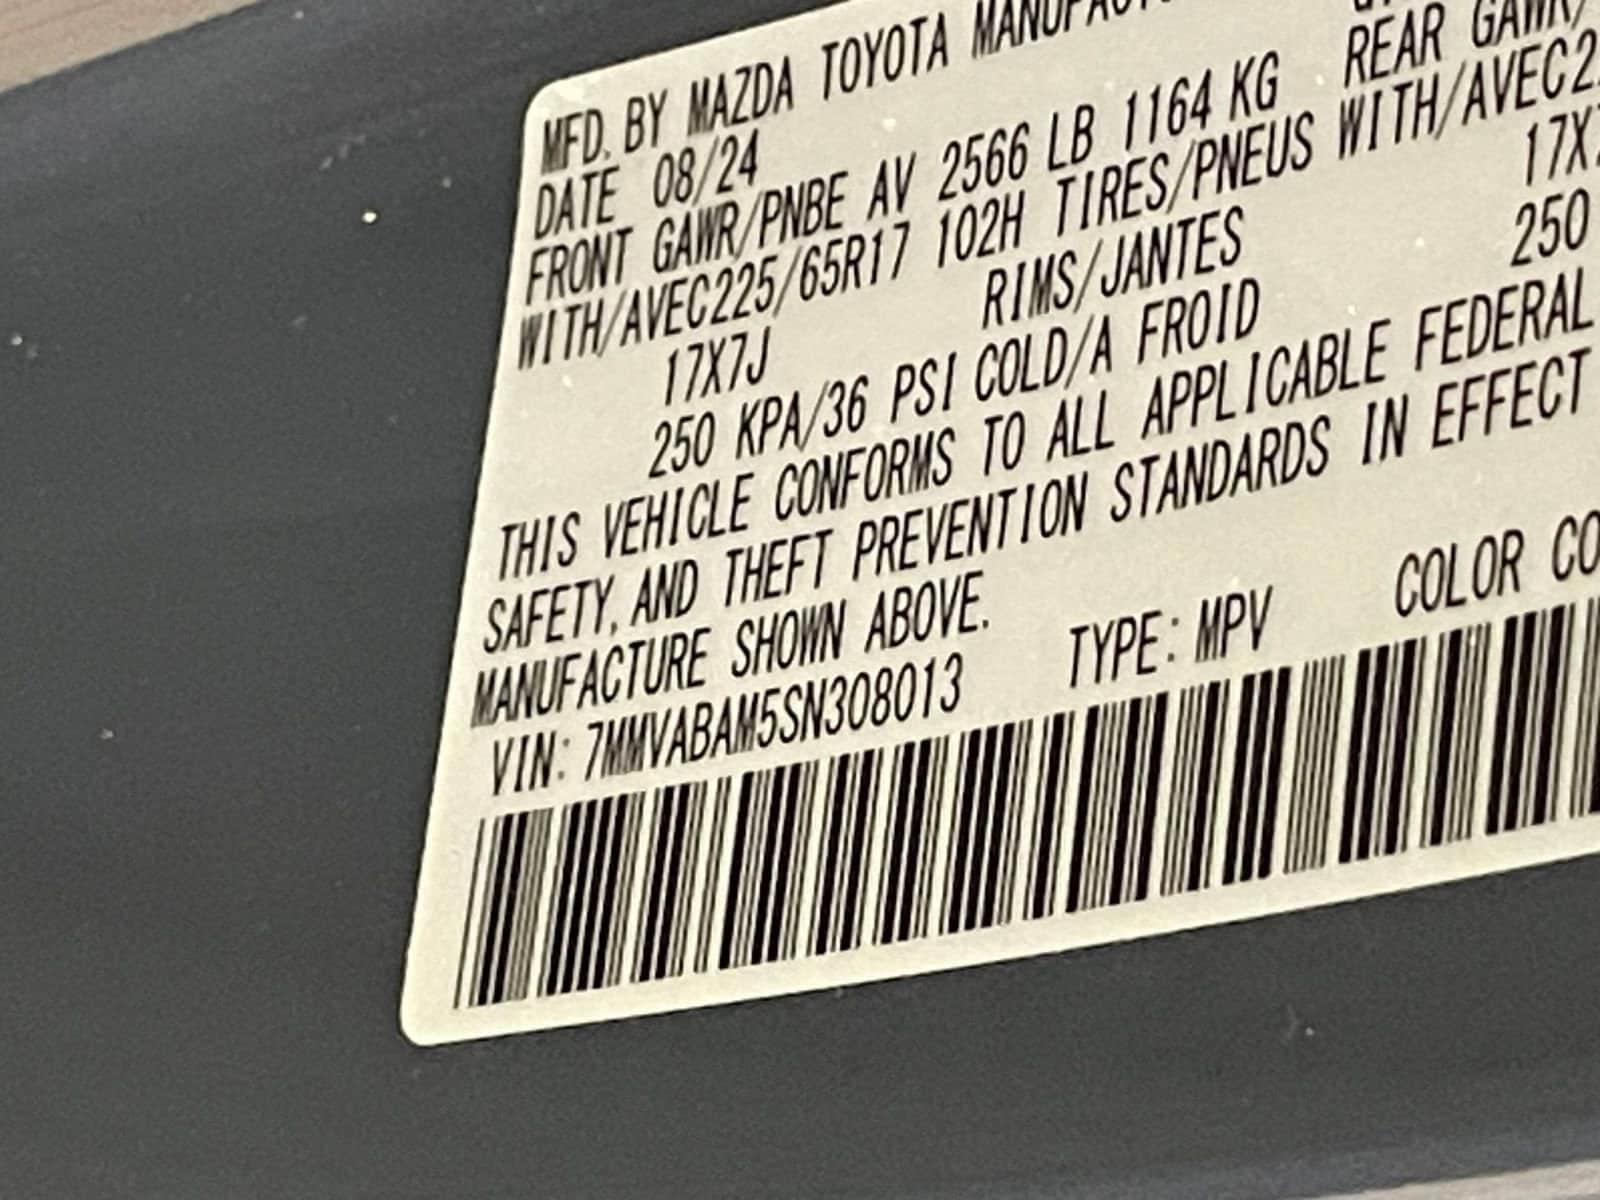 MFD. BY MAZDA TOYOTA MANUFACTU
DATE 08/24
FRONT GAWR/PNBE AV 2566 LB 1164 KG REAR GAWR/
WITH/AVEC225/65R17 102H TIRES/PNEUS WITH/AVEC2
17X7J RIMS/JANTES 17X
250 KPA/36 PSI COLD/A FROID 250
THIS VEHICLE CONFORMS TO ALL APPLICABLE FEDERAL
SAFETY, AND THEFT PREVENTION STANDARDS IN EFFECT
MANUFACTURE SHOWN ABOVE.
VIN: 7MMVABAM5SN308013 TYPE: MPV COLOR CO